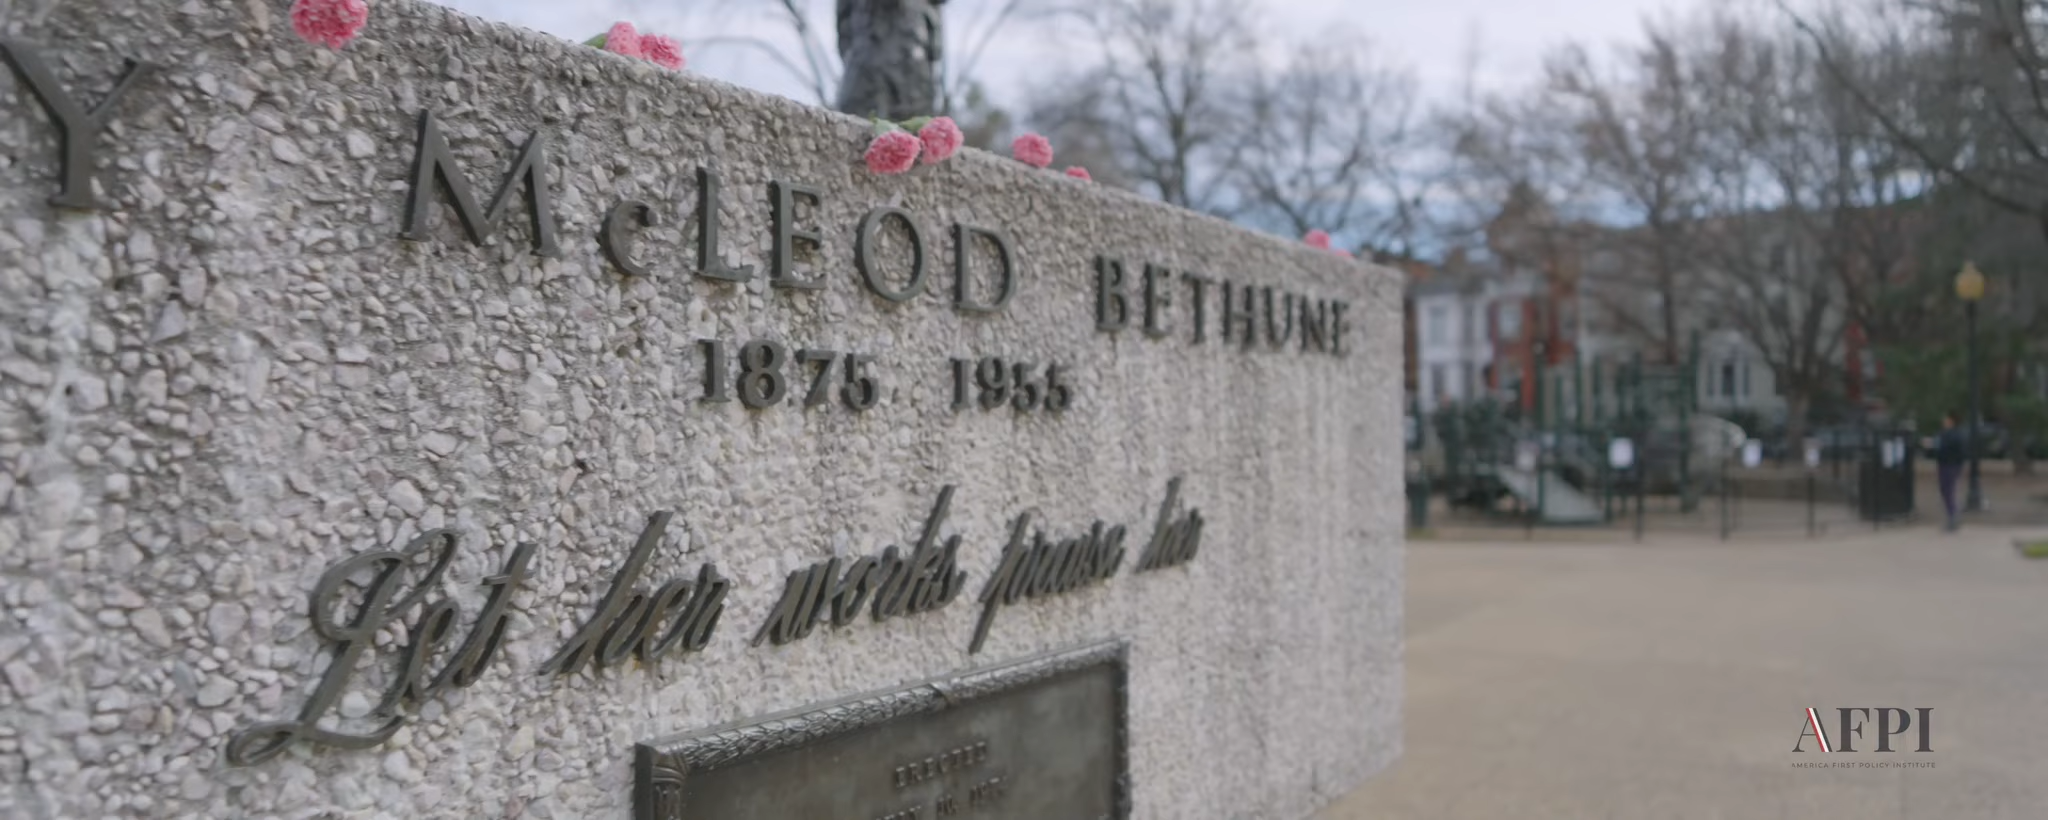 Y McLEOD BETHUNE
1875 1955
Let her works praise her
ERECTED
AFPI
AMERICA FIRST POLICY INSTITUTE